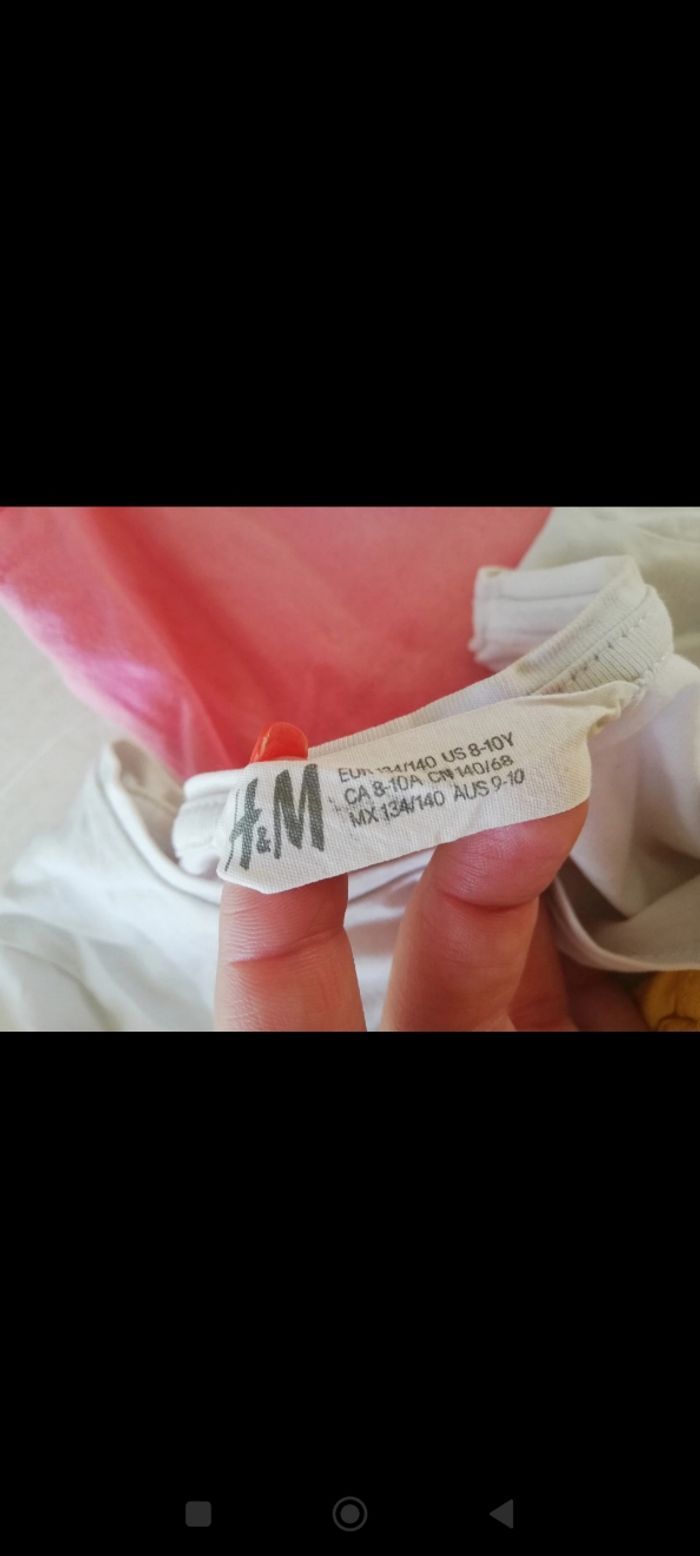 H&M
EUR 134/140 US 8-10Y
CA 8-10A CN 140/68
MX 134/140 AUS 9-10